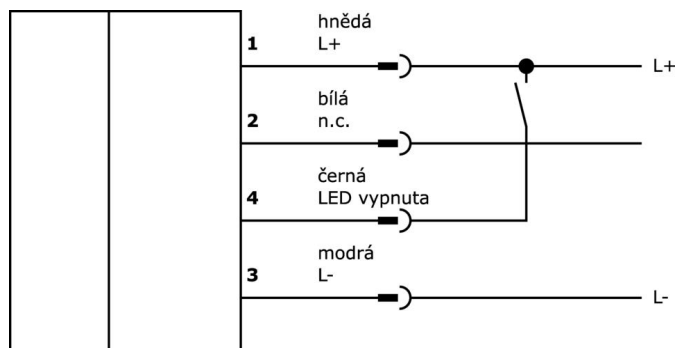 hnědá
1 L+
L+
bílá
2 n.c.
černá
4 LED vypnuta
modrá
3 L-
L-